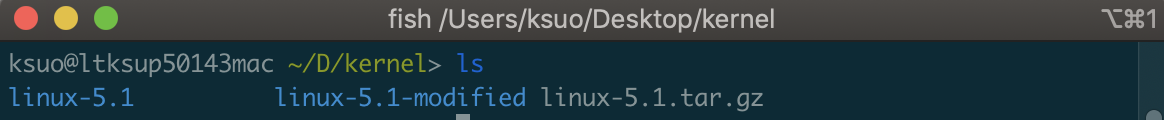 fish /Users/ksuo/Desktop/kernel ⌥⌘1
ksuo@ltksup50143mac ~/D/kernel> ls
linux-5.1 linux-5.1-modified linux-5.1.tar.gz